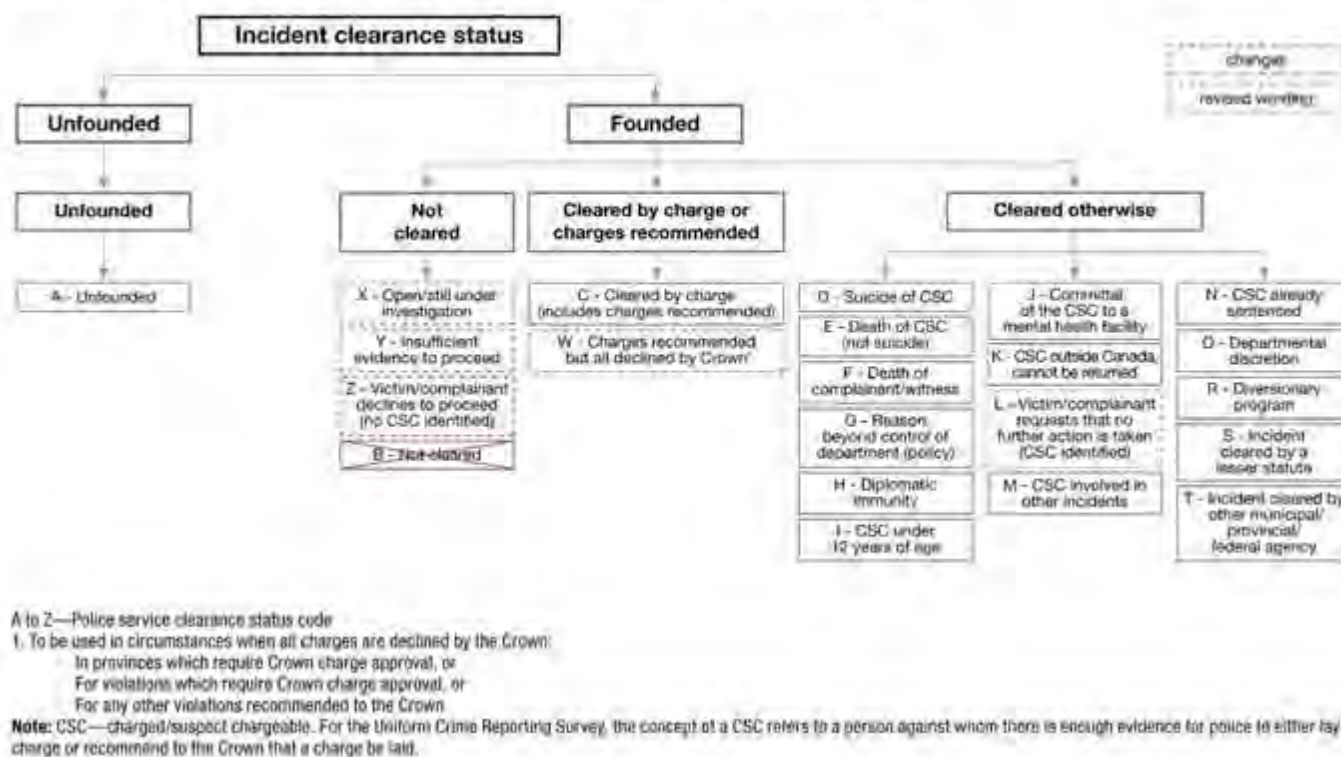 Incident clearance status
changes
revised wording
Unfounded
Founded
Unfounded
Not
cleared
Cleared by charge or
charges recommended
Cleared otherwise
A - Unfounded
X - Open/still under
investigation
Y - Insufficient
evidence to proceed
Z - Victim/complainant
declines to proceed
(no CSC identified)
B - Not cleared
C - Cleared by charge
(includes charges recommended)
W - Charges recommended
but all declined by Crown¹
D - Suicide of CSC
E - Death of CSC
(not suicide)
F - Death of
complainant/witness
G - Reason
beyond control of
department (policy)
H - Diplomatic
immunity
I - CSC under
12 years of age
J - Committal
of the CSC to a
mental health facility
K - CSC outside Canada,
cannot be returned
L - Victim/complainant
requests that no
further action is taken
(CSC identified)
M - CSC involved in
other incidents
N - CSC already
sentenced
O - Departmental
discretion
R - Diversionary
program
S - Incident
cleared by a
lesser statute
T - Incident cleared by
other municipal/
provincial/
federal agency
A to Z—Police service clearance status code
1. To be used in circumstances when all charges are declined by the Crown:
In provinces which require Crown charge approval, or
For violations which require Crown charge approval, or
For any other violations recommended to the Crown
Note: CSC—charged/suspect chargeable. For the Uniform Crime Reporting Survey, the concept of a CSC refers to a person against whom there is enough evidence for police to either lay
charge or recommend to the Crown that a charge be laid.